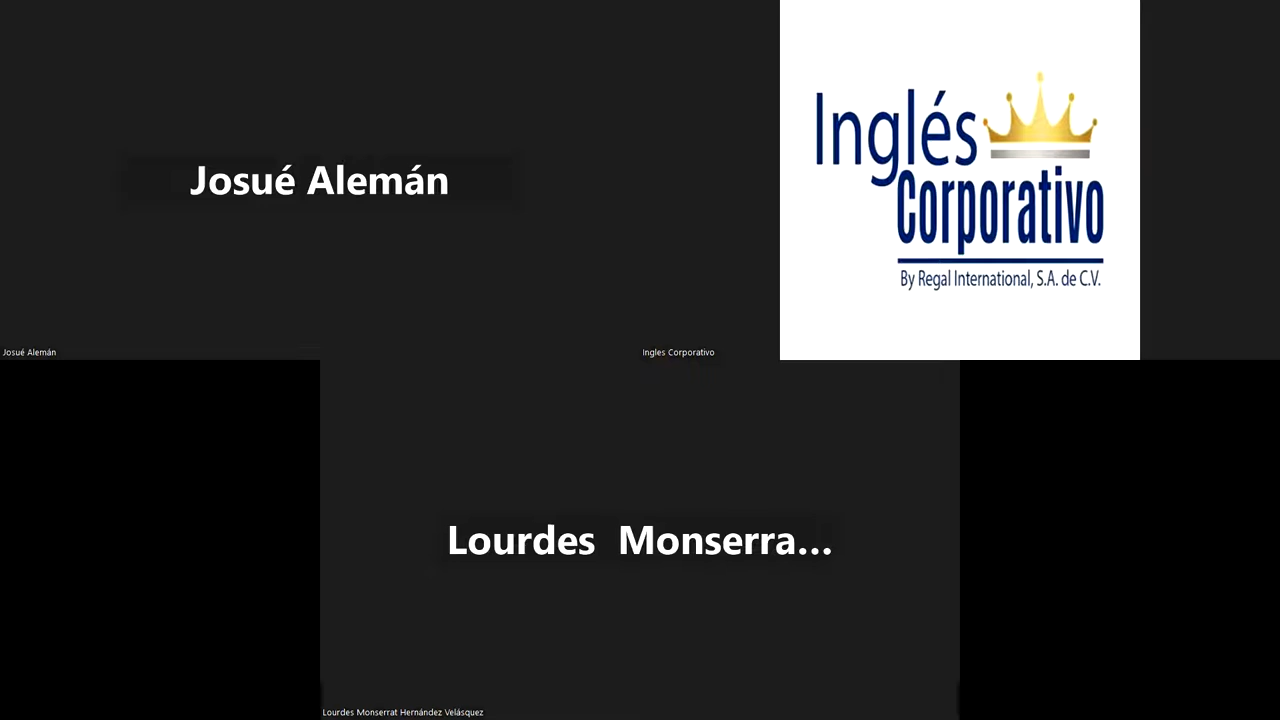 Josué Alemán
Inglés
Corporativo
By Regal International, S.A. de C.V.
Josué Alemán
Ingles Corporativo
Lourdes Monserra...
Lourdes Monserrat Hernández Velásquez